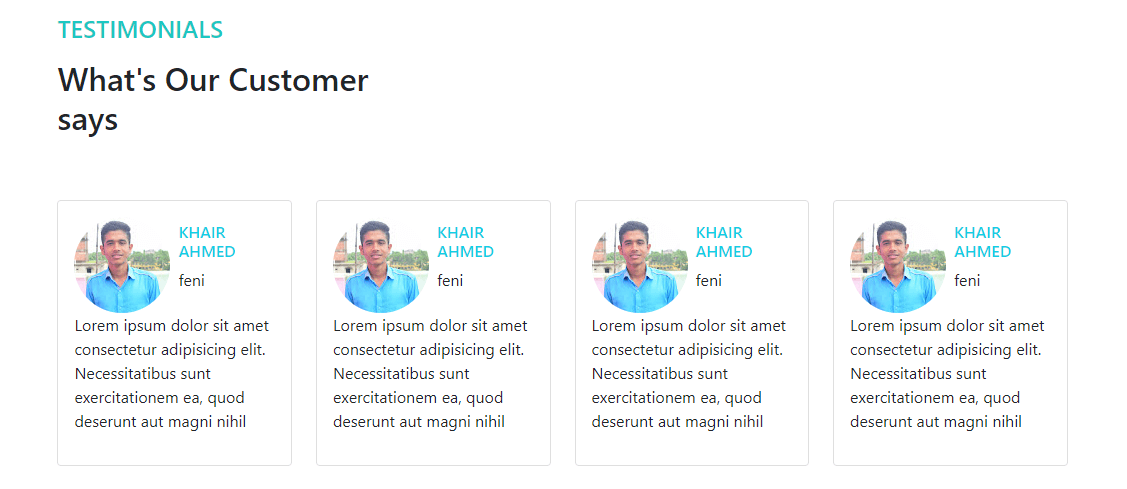 TESTIMONIALS
What's Our Customer
says
KHAIR
AHMED
feni
Lorem ipsum dolor sit amet
consectetur adipisicing elit.
Necessitatibus sunt
exercitationem ea, quod
deserunt aut magni nihil
KHAIR
AHMED
feni
Lorem ipsum dolor sit amet
consectetur adipisicing elit.
Necessitatibus sunt
exercitationem ea, quod
deserunt aut magni nihil
KHAIR
AHMED
feni
Lorem ipsum dolor sit amet
consectetur adipisicing elit.
Necessitatibus sunt
exercitationem ea, quod
deserunt aut magni nihil
KHAIR
AHMED
feni
Lorem ipsum dolor sit amet
consectetur adipisicing elit.
Necessitatibus sunt
exercitationem ea, quod
deserunt aut magni nihil